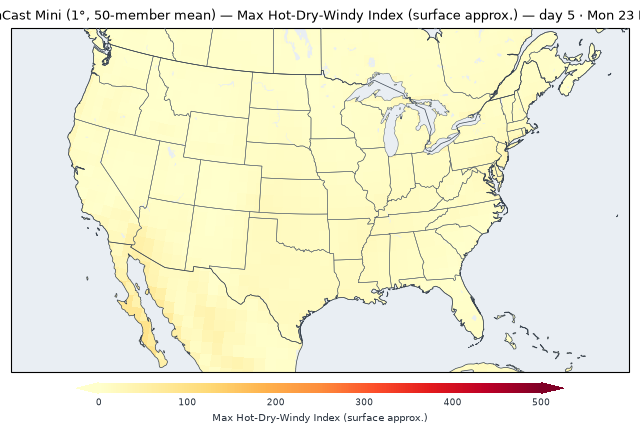 Cast Mini (1°, 50-member mean) — Max Hot-Dry-Windy Index (surface approx.) — day 5 · Mon 23
0 100 200 300 400 500
Max Hot-Dry-Windy Index (surface approx.)